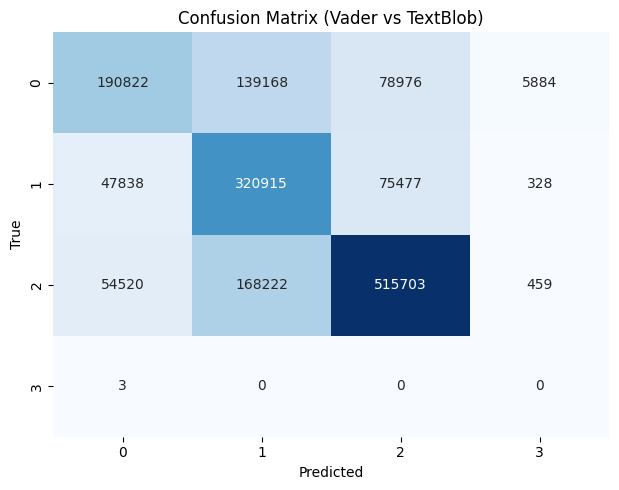 Confusion Matrix (Vader vs TextBlob)
0 190822 139168 78976 5884
1 47838 320915 75477 328
True
2 54520 168222 515703 459
3 3 0 0 0
0 1 2 3
Predicted